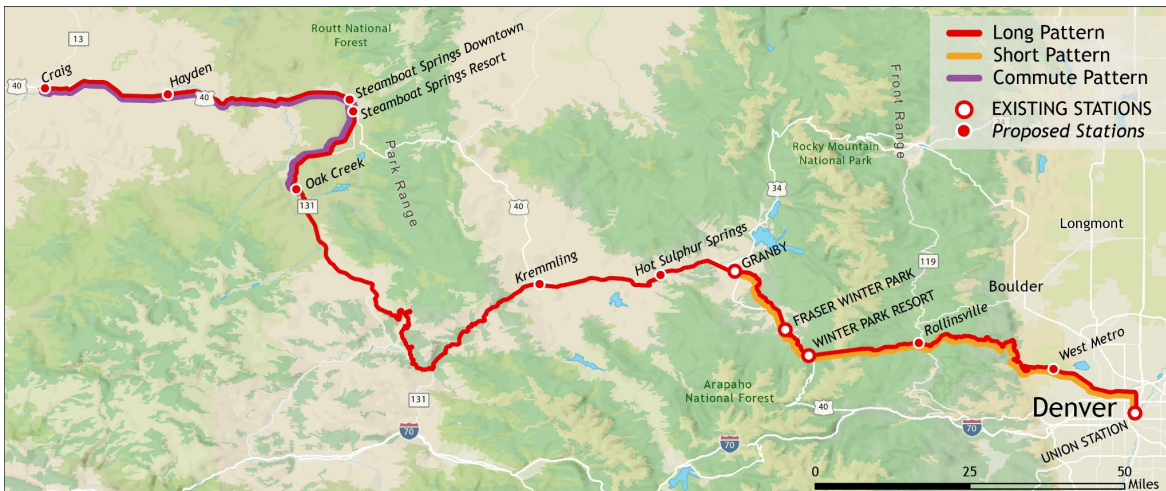 Routt National
Forest
13
Craig
40
Hayden
40
Steamboat Springs Downtown
Steamboat Springs Resort
Long Pattern
Short Pattern
Commute Pattern
EXISTING STATIONS
Proposed Stations
Front Range
Rocky Mountain
National Park
34
Park Range
Oak Creek
131
40
Longmont
Kremmling
Hot Sulphur Springs
GRANBY
119
Boulder
FRASER WINTER PARK
WINTER PARK RESORT
Rollinsville
West Metro
Arapaho
National Forest
131
40
Denver
70
70
UNION STATION
0
25
50
Miles